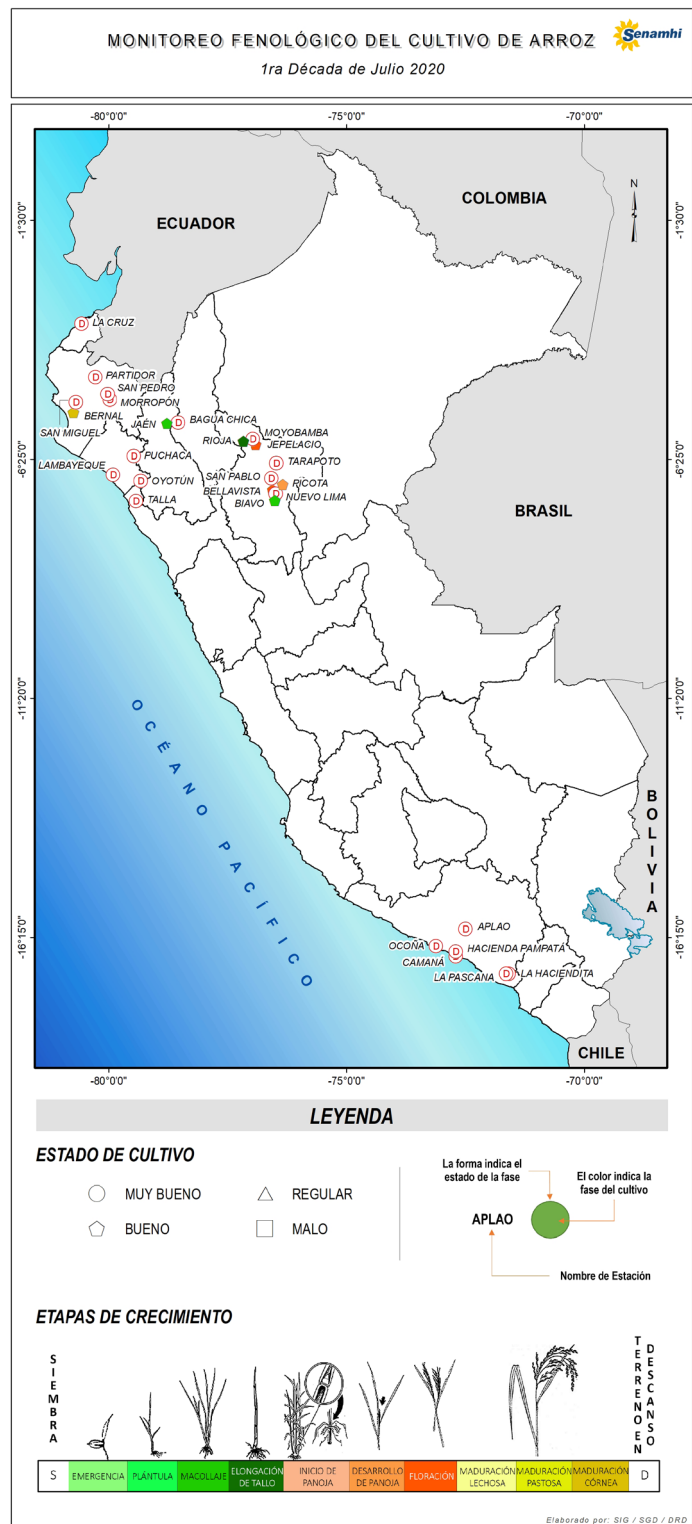 MONITOREO FENOLÓGICO DEL CULTIVO DE ARROZ
Senamhi
1ra Década de Julio 2020
-80°0'0"
-75°0'0"
-70°0'0"
-1°30'0"
-6°25'0"
-11°20'0"
-16°15'0"
-1°30'0"
-6°25'0"
-11°20'0"
-16°15'0"
N
COLOMBIA
ECUADOR
BRASIL
BOLIVIA
CHILE
OCÉANO PACÍFICO
D LA CRUZ
D PARTIDOR
D SAN PEDRO
D MORROPÓN
D BERNAL
SAN MIGUEL
JAÉN
D BAGUA CHICA
RIOJA
D MOYOBAMBA
JEPELACIO
D PUCHACA
D TARAPOTO
LAMBAYEQUE D
D OYOTÚN
SAN PABLO D
PICOTA
BELLAVISTA
D NUEVO LIMA
BIAVO
D TALLA
D APLAO
OCOÑA D
D HACIENDA PAMPATA
CAMANÁ
LA PASCANA
D LA HACIENDITA
-80°0'0"
-75°0'0"
-70°0'0"
LEYENDA
ESTADO DE CULTIVO
MUY BUENO
REGULAR
BUENO
MALO
La forma indica el
estado de la fase
El color indica la
fase del cultivo
APLAO
Nombre de Estación
ETAPAS DE CRECIMIENTO
SIEMBRA
TERRENO EN
DESCANSO
S
EMERGENCIA
PLÁNTULA
MACOLLAJE
ELONGACIÓN
DE TALLO
INICIO DE
PANOJA
DESARROLLO
DE PANOJA
FLORACIÓN
MADURACIÓN
LECHOSA
MADURACIÓN
PASTOSA
MADURACIÓN
CÓRNEA
D
Elaborado por: SIG / SGD / DRD